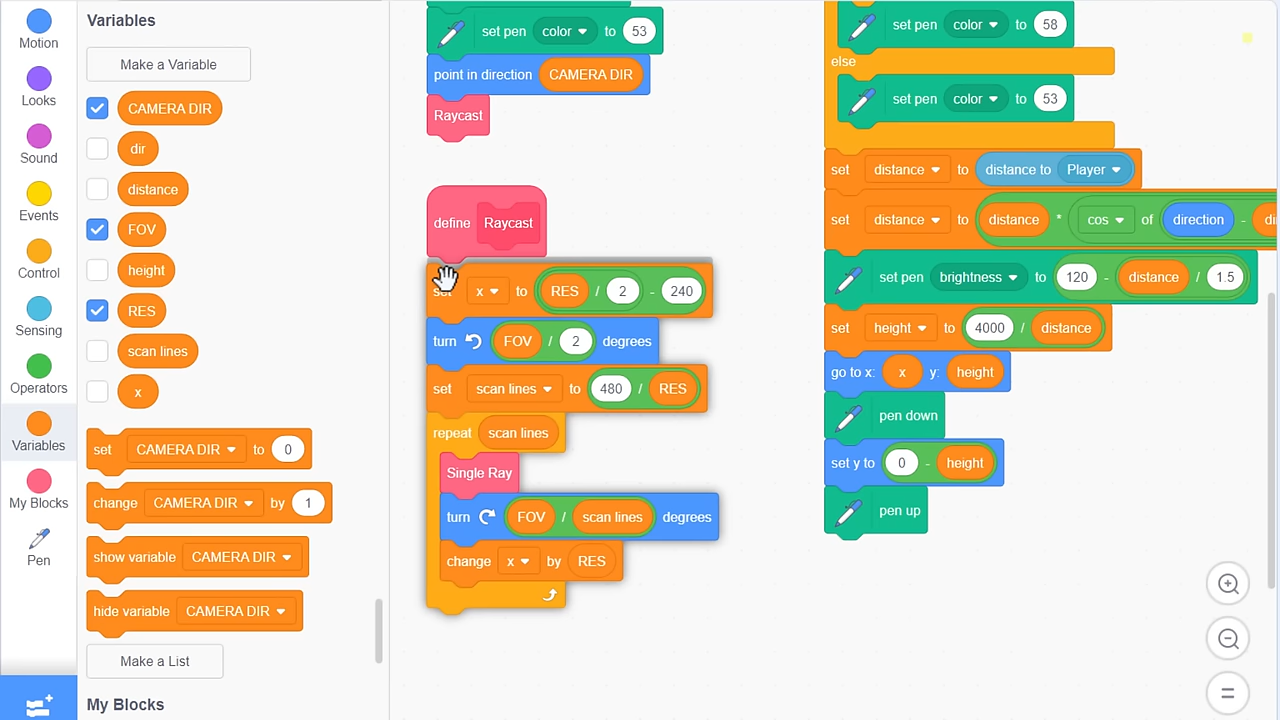 Motion
Looks
Sound
Events
Control
Sensing
Operators
Variables
My Blocks
Pen
Variables
Make a Variable
CAMERA DIR
dir
distance
FOV
height
RES
scan lines
x
set CAMERA DIR to 0
change CAMERA DIR by 1
show variable CAMERA DIR
hide variable CAMERA DIR
Make a List
My Blocks
set pen color to 53
point in direction CAMERA DIR
Raycast
define Raycast
set x to RES / 2 - 240
turn FOV / 2 degrees
set scan lines to 480 / RES
repeat scan lines
Single Ray
turn FOV / scan lines degrees
change x by RES
set pen color to 58
else
set pen color to 53
set distance to distance to Player
set distance to distance * cos of direction -
set pen brightness to 120 - distance / 1.5
set height to 4000 / distance
go to x: x y: height
pen down
set y to 0 - height
pen up